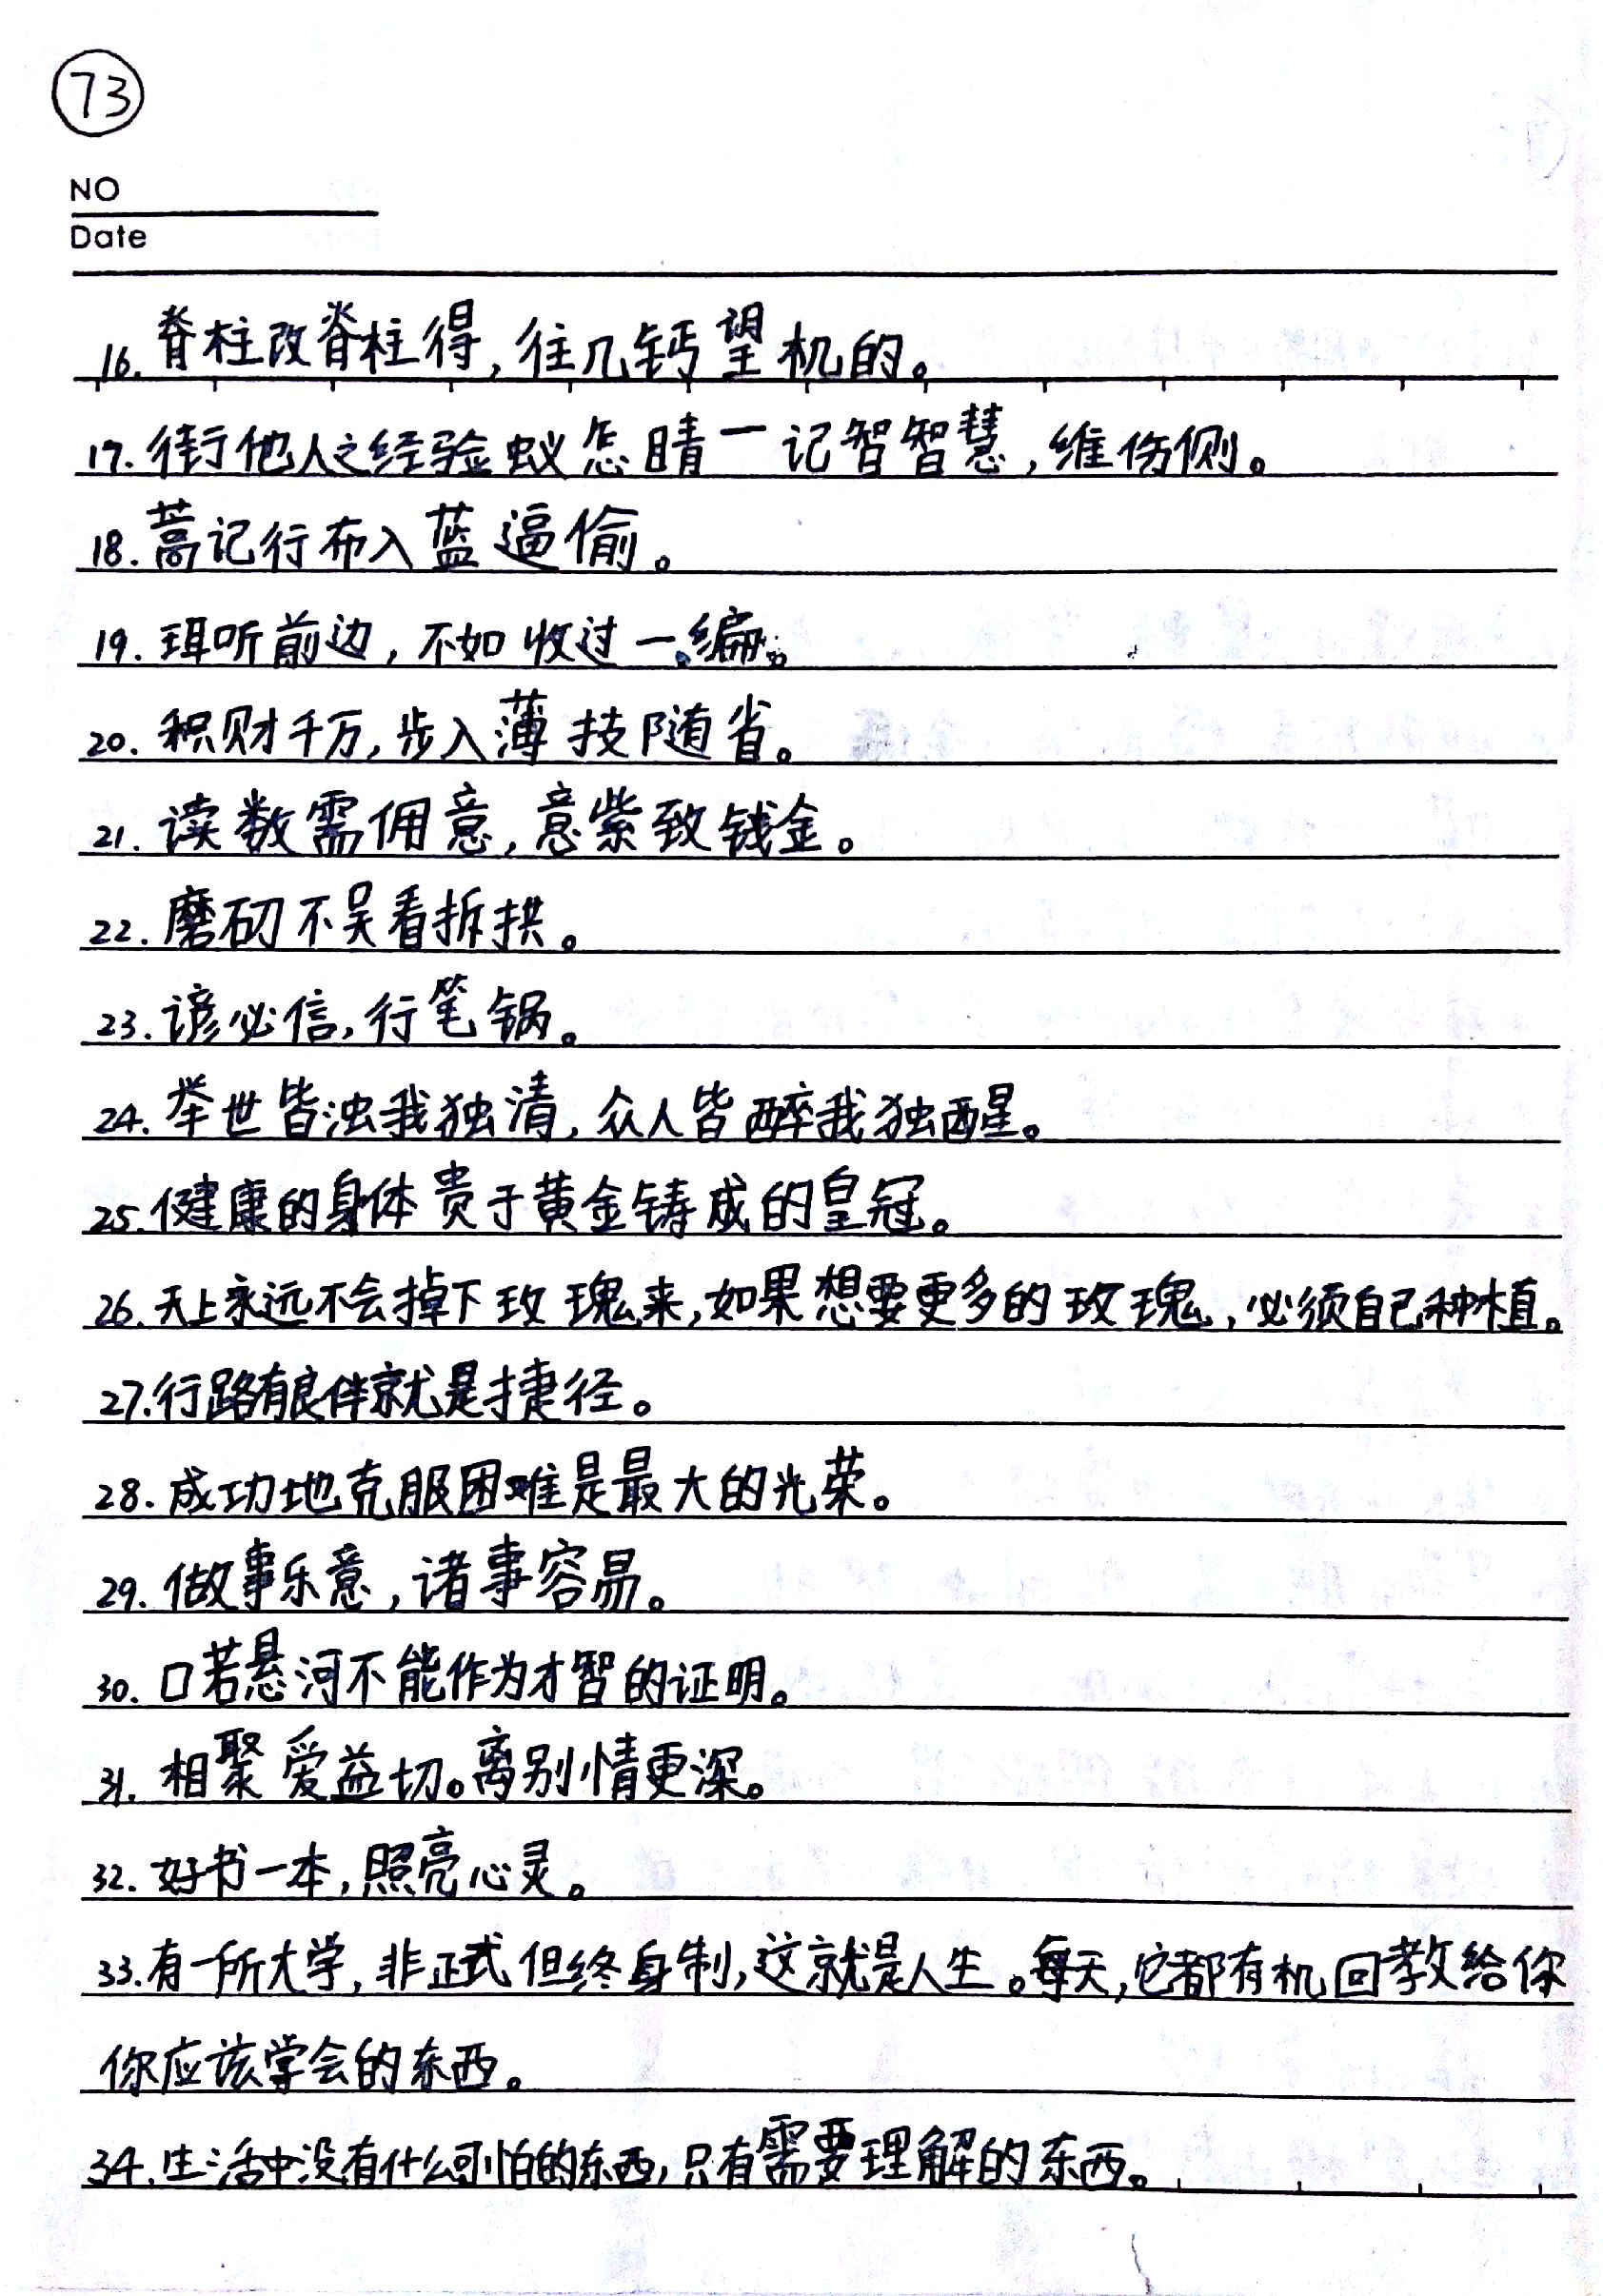 73
NO
Date
16. 脊柱改脊柱得,往几钙望机的。
17. 街他人之经验蚁怎睛一记智智慧,维伤侧。
18. 蒿记行布入蓝逼偷。
19. 珥听前边,不如收过一编。
20. 积财千万,步入薄技随省。
21. 读数需佣意,意紫致钱金。
22. 磨砌不吴看拆拱。
23. 谚必信,行笔锅。
24. 举世皆浊我独清,众人皆醉我独醒。
25. 健康的身体贵于黄金铸成的皇冠。
26. 天上永远不会掉下玫瑰来,如果想要更多的玫瑰,必须自己种植。
27. 行路有良伴就是捷径。
28. 成功地克服困难是最大的光荣。
29. 做事乐意,诸事容易。
30. 口若悬河不能作为才智的证明。
31. 相聚爱益切。离别情更深。
32. 好书一本,照亮心灵。
33. 有一所大学,非正式但终身制,这就是人生。每天,它都有机回教给你
你应该学会的东西。
34. 生活中没有什么可怕的东西,只有需要理解的东西。